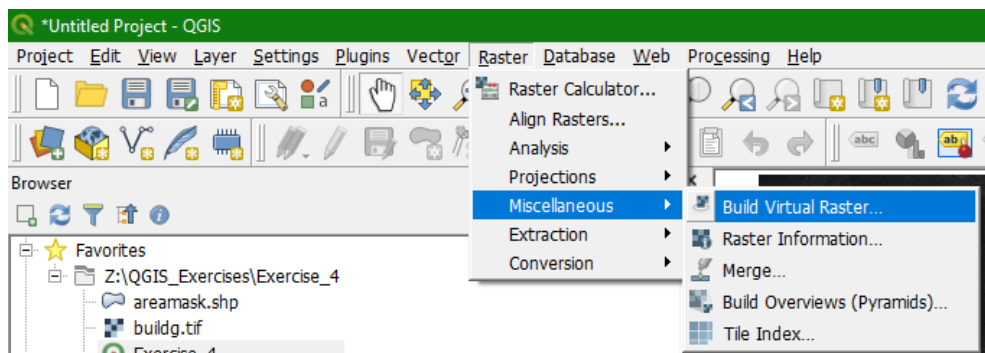 *Untitled Project - QGIS
Project Edit View Layer Settings Plugins Vector Raster Database Web Processing Help
Raster Calculator...
Align Rasters...
Analysis
Projections
Miscellaneous
Extraction
Conversion
Build Virtual Raster...
Raster Information...
Merge...
Build Overviews (Pyramids)...
Tile Index...
a
abc
ab
Browser
Favorites
Z:\QGIS_Exercises\Exercise_4
areamask.shp
buildg.tif
Exercise_4